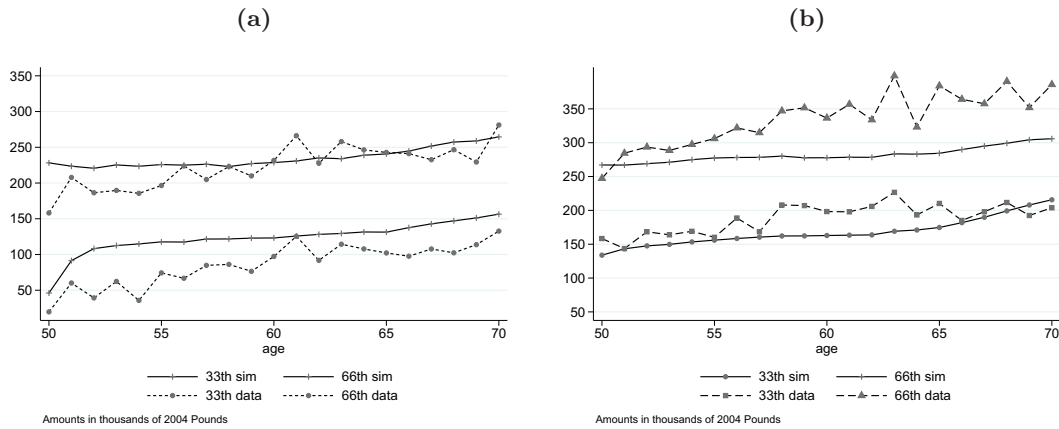 (a)
350
300
250
200
150
100
50
50 55 60 65 70
age
33th sim 66th sim
33th data 66th data
Amounts in thousands of 2004 Pounds
(b)
350
300
250
200
150
100
50
50 55 60 65 70
age
33th sim 66th sim
33th data 66th data
Amounts in thousands of 2004 Pounds